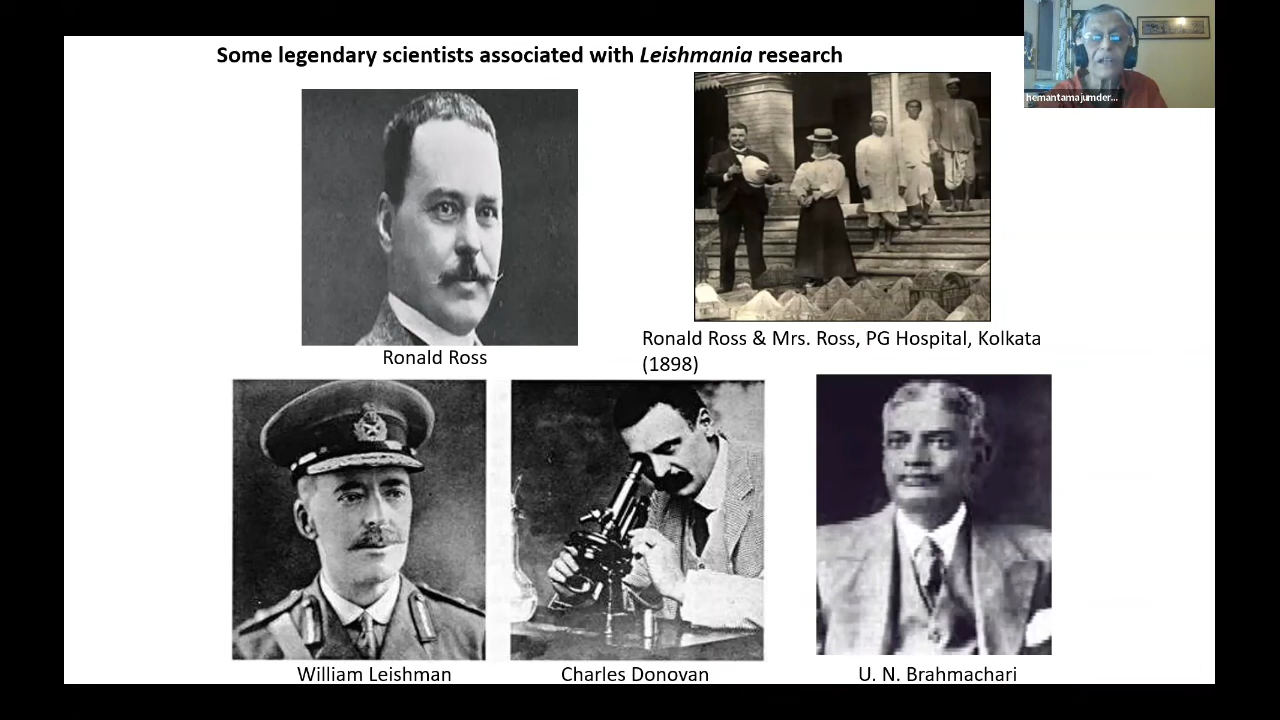 Some legendary scientists associated with Leishmania research
hemantamajumder...
Ronald Ross
Ronald Ross & Mrs. Ross, PG Hospital, Kolkata
(1898)
William Leishman
Charles Donovan
U. N. Brahmachari